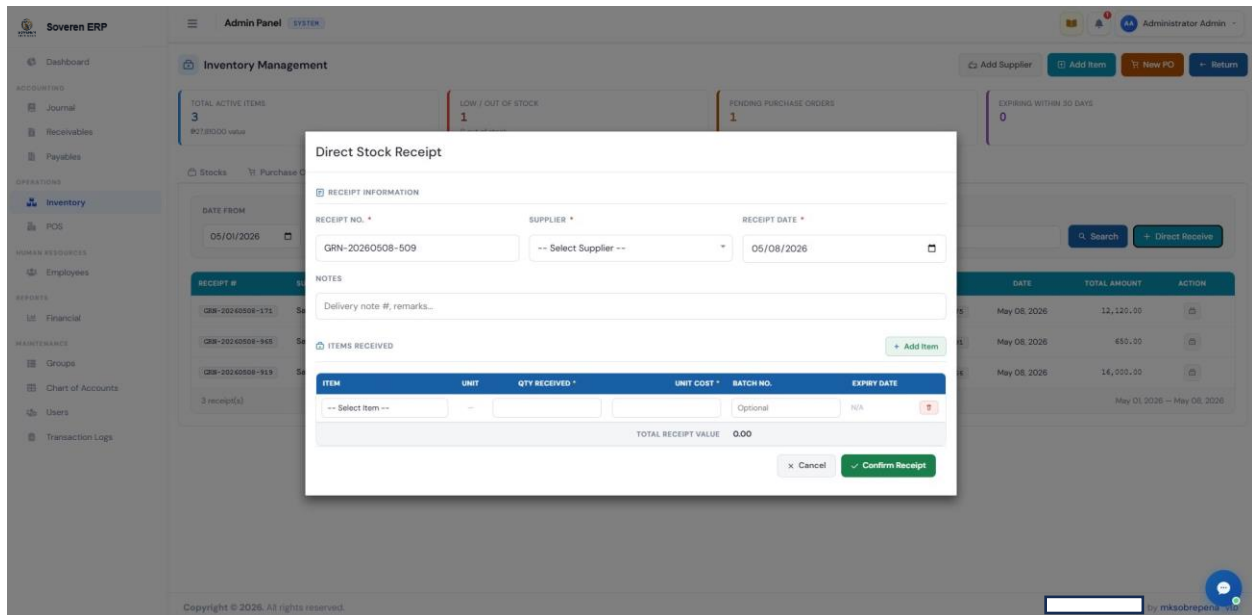 Soveren ERP
Admin Panel SYSTEM
AA Administrator Admin
Dashboard
Inventory Management
Add Supplier
Add Item
New PO
← Return
ACCOUNTING
Journal
Receivables
Payables
OPERATIONS
Inventory
POS
HUMAN RESOURCES
Employees
REPORTS
Financial
MAINTENANCE
Groups
Chart of Accounts
Users
Transaction Logs
TOTAL ACTIVE ITEMS
3
LOW / OUT OF STOCK
1
PENDING PURCHASE ORDERS
1
EXPIRING WITHIN 30 DAYS
0
Stocks
DATE FROM
05/01/2026
Search
+ Direct Receive
RECEIPT # DATE TOTAL AMOUNT ACTION
GRN-20260508-171 May 08, 2026 12,120.00
GRN-20260508-965 May 08, 2026 650.00
GRN-20260508-919 May 08, 2026 14,000.00
3 receipt(s) May 01, 2026 — May 08, 2026
Direct Stock Receipt
RECEIPT INFORMATION
RECEIPT NO. * SUPPLIER * RECEIPT DATE *
GRN-20260508-509 -- Select Supplier -- 05/08/2026
NOTES
Delivery note #, remarks...
ITEMS RECEIVED + Add Item
ITEM UNIT QTY RECEIVED * UNIT COST * BATCH NO. EXPIRY DATE
-- Select Item -- — Optional N/A
TOTAL RECEIPT VALUE 0.00
× Cancel ✓ Confirm Receipt
Copyright © 2026. All rights reserved.
by mksobrepena